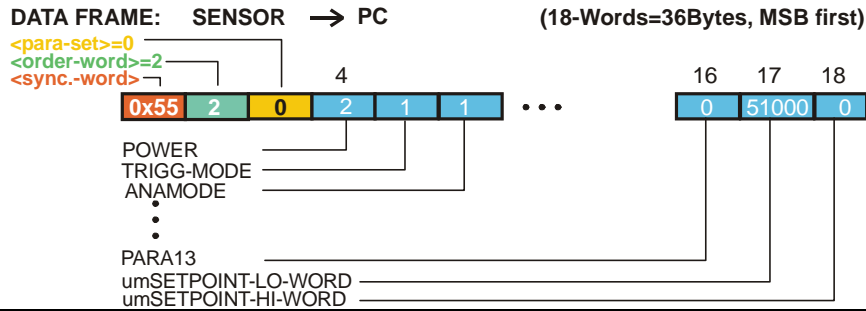 DATA FRAME: SENSOR → PC (18-Words=36Bytes, MSB first)
<para-set>=0
<order-word>=2
<sync.-word>
4 16 17 18
0x55 2 0 2 1 1 ... 0 51000 0
POWER
TRIGG-MODE
ANAMODE
PARA13
umSETPOINT-LO-WORD
umSETPOINT-HI-WORD